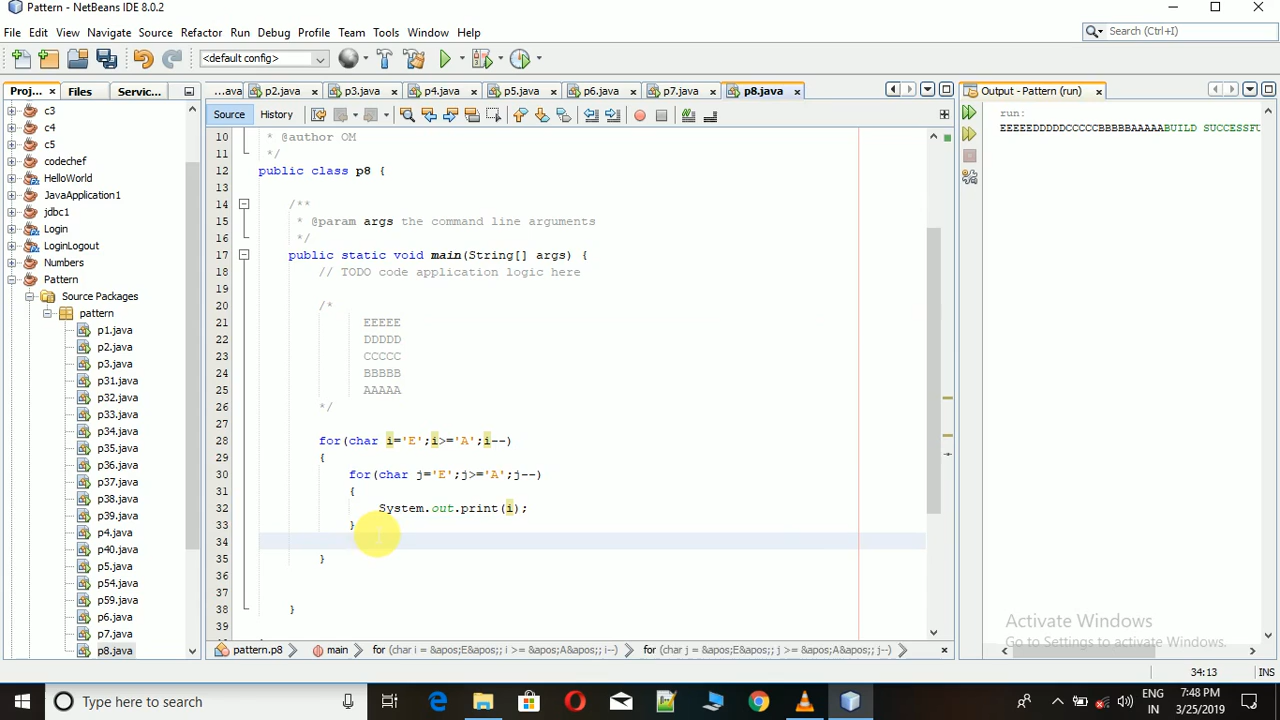 Pattern - NetBeans IDE 8.0.2
File Edit View Navigate Source Refactor Run Debug Profile Team Tools Window Help
Search (Ctrl+I)
<default config>
Proj... Files Servic...
...ava p2.java p3.java p4.java p5.java p6.java p7.java p8.java
Output - Pattern (run)
Source History
c3
c4
c5
codechef
HelloWorld
JavaApplication1
jdbc1
Login
LoginLogout
Numbers
Pattern
Source Packages
pattern
p1.java
p2.java
p3.java
p31.java
p32.java
p33.java
p34.java
p35.java
p36.java
p37.java
p38.java
p39.java
p4.java
p40.java
p5.java
p54.java
p59.java
p6.java
p7.java
p8.java
10 * @author OM
11 */
12 public class p8 {
13
14 /**
15 * @param args the command line arguments
16 */
17 public static void main(String[] args) {
18 // TODO code application logic here
19
20 /*
21 EEEEE
22 DDDDD
23 CCCCC
24 BBBBB
25 AAAAA
26 */
27
28 for(char i='E';i>='A';i--)
29 {
30 for(char j='E';j>='A';j--)
31 {
32 System.out.print(i);
33 }
34
35 }
36
37
38 }
39
run:
EEEEEDDDDDCCCCCBBBBBAAAAABUILD SUCCESSFU
Activate Windows
Go to Settings to activate Windows.
pattern.p8 main for (char i = &apos;E&apos;; i >= &apos;A&apos;; i--) for (char j = &apos;E&apos;; j >= &apos;A&apos;; j--)
34:13 INS
Type here to search
ENG
IN
7:48 PM
3/25/2019